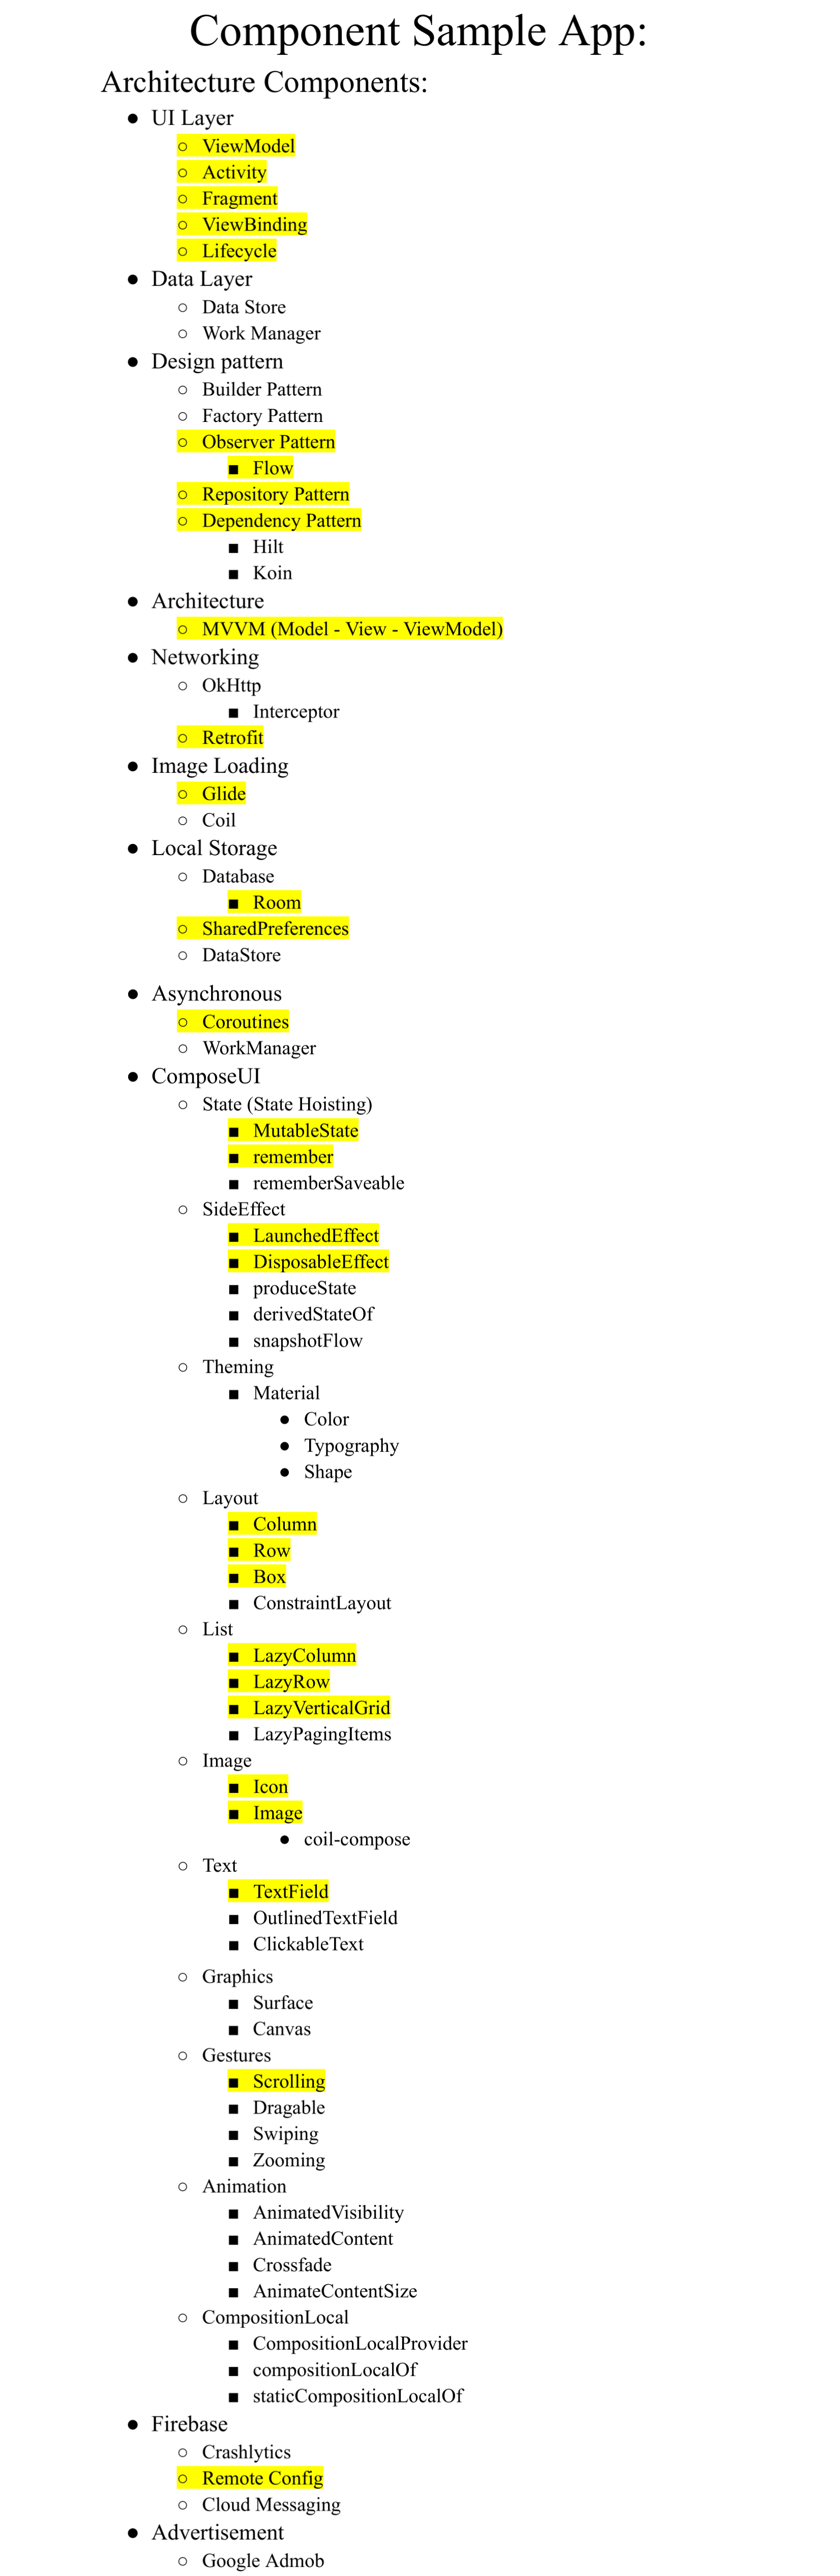 Component Sample App:
Architecture Components:
● UI Layer
○ ViewModel
○ Activity
○ Fragment
○ ViewBinding
○ Lifecycle
● Data Layer
○ Data Store
○ Work Manager
● Design pattern
○ Builder Pattern
○ Factory Pattern
○ Observer Pattern
■ Flow
○ Repository Pattern
○ Dependency Pattern
■ Hilt
■ Koin
● Architecture
○ MVVM (Model - View - ViewModel)
● Networking
○ OkHttp
■ Interceptor
○ Retrofit
● Image Loading
○ Glide
○ Coil
● Local Storage
○ Database
■ Room
○ SharedPreferences
○ DataStore
● Asynchronous
○ Coroutines
○ WorkManager
● ComposeUI
○ State (State Hoisting)
■ MutableState
■ remember
■ rememberSaveable
○ SideEffect
■ LaunchedEffect
■ DisposableEffect
■ produceState
■ derivedStateOf
■ snapshotFlow
○ Theming
■ Material
● Color
● Typography
● Shape
○ Layout
■ Column
■ Row
■ Box
■ ConstraintLayout
○ List
■ LazyColumn
■ LazyRow
■ LazyVerticalGrid
■ LazyPagingItems
○ Image
■ Icon
■ Image
● coil-compose
○ Text
■ TextField
■ OutlinedTextField
■ ClickableText
○ Graphics
■ Surface
■ Canvas
○ Gestures
■ Scrolling
■ Dragable
■ Swiping
■ Zooming
○ Animation
■ AnimatedVisibility
■ AnimatedContent
■ Crossfade
■ AnimateContentSize
○ CompositionLocal
■ CompositionLocalProvider
■ compositionLocalOf
■ staticCompositionLocalOf
● Firebase
○ Crashlytics
○ Remote Config
○ Cloud Messaging
● Advertisement
○ Google Admob